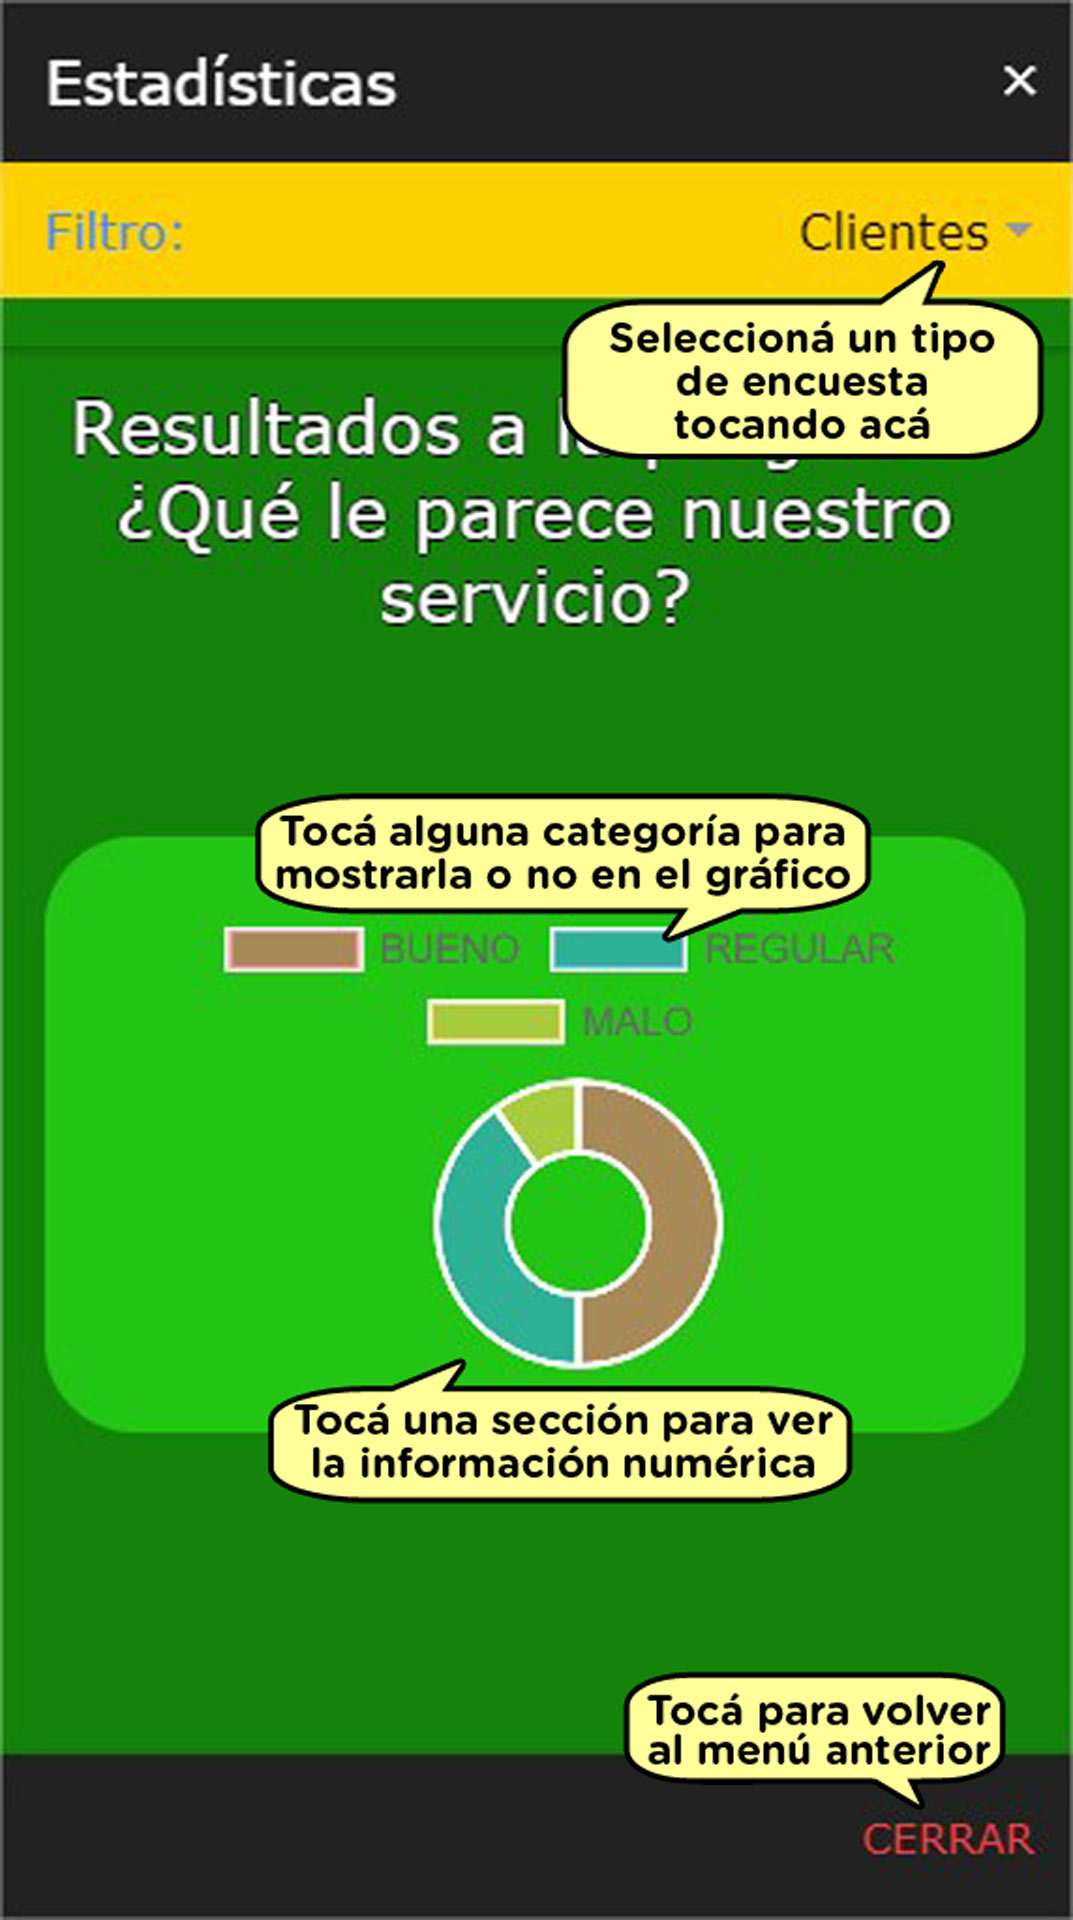 Estadísticas
×
Filtro:
Clientes
Seleccioná un tipo
de encuesta
tocando acá
Resultados a
¿Qué le parece nuestro
servicio?
Tocá alguna categoría para
mostrarla o no en el gráfico
BUENO REGULAR
MALO
Tocá una sección para ver
la información numérica
Tocá para volver
al menú anterior
CERRAR